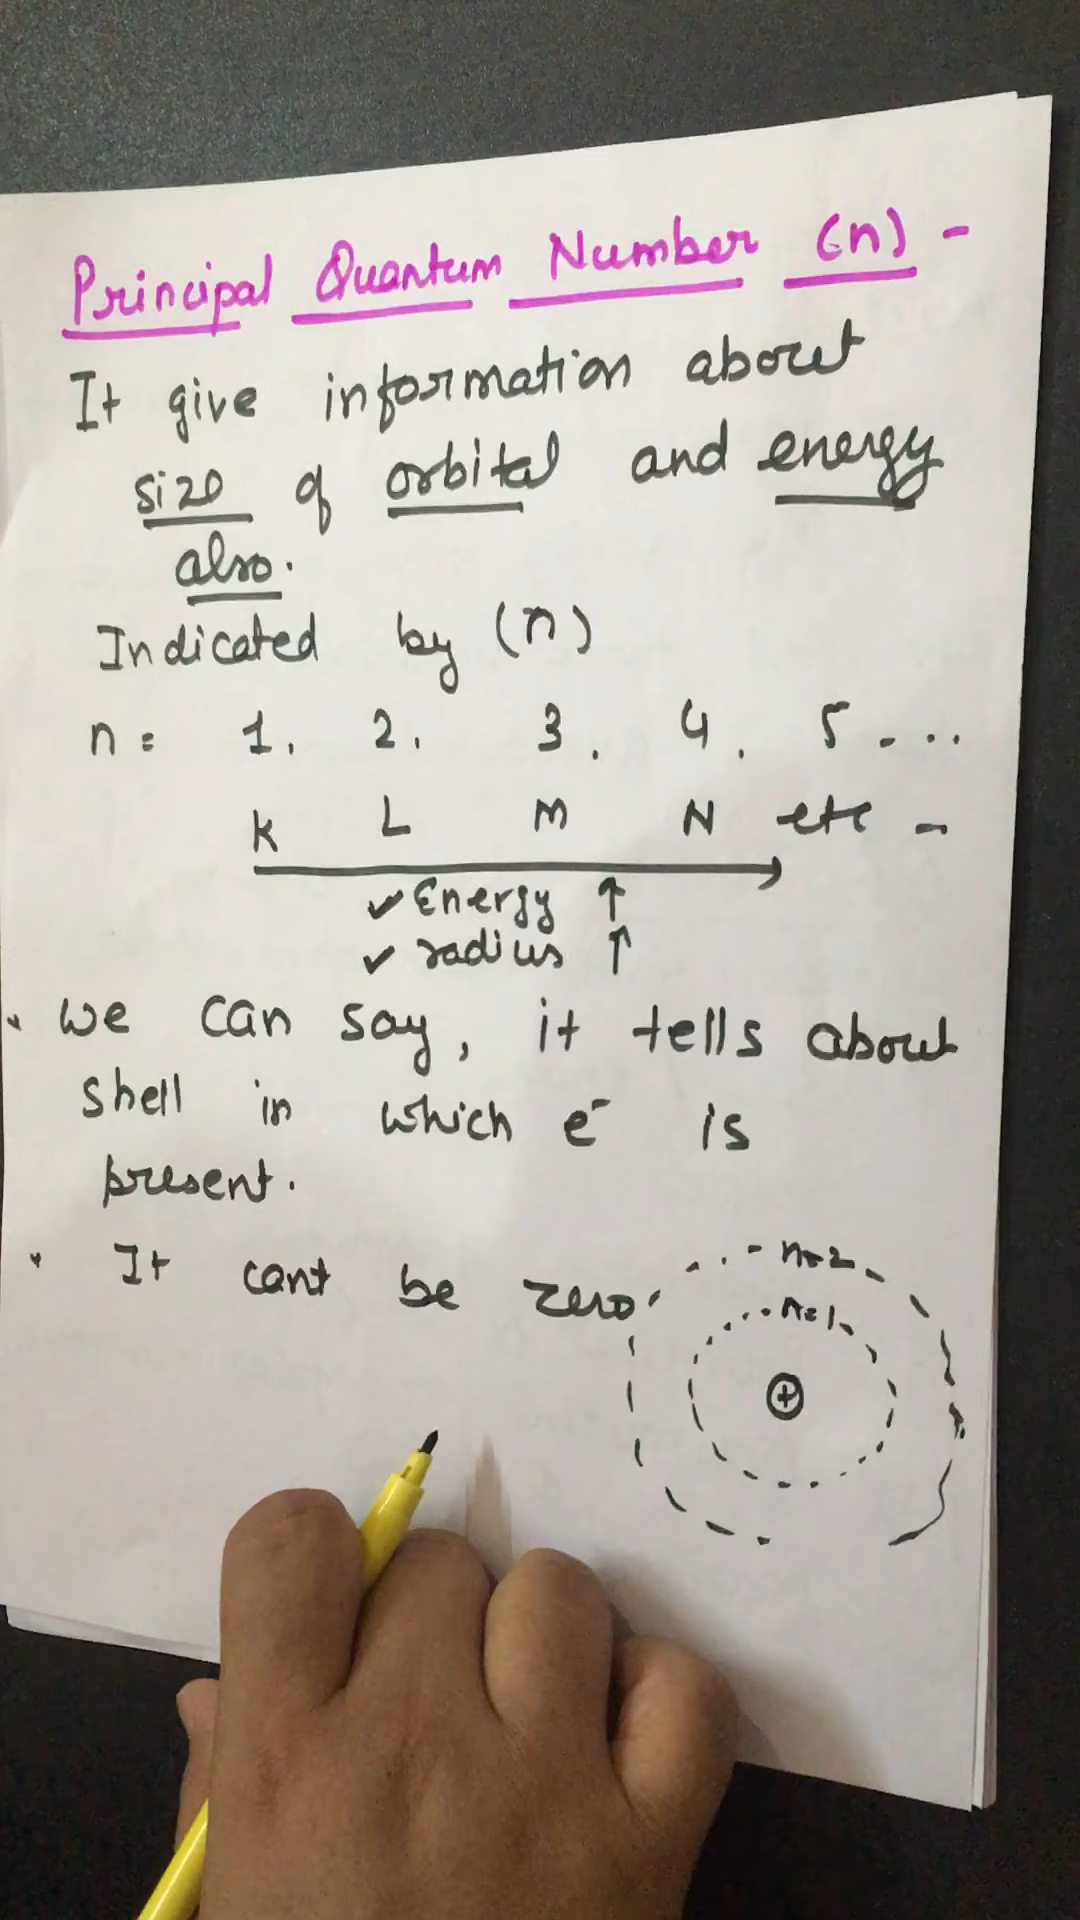 Principal Quantum Number (n) -
It give information about
size of orbital and energy
also.
Indicated by (n)
n = 1, 2, 3, 4, 5 - ...
K L M N etc -
✓ Energy ↑
✓ radius ↑
• we can say, it tells about
shell in which e⁻ is
present.
• It cant be zero.
n=2
n=1
+